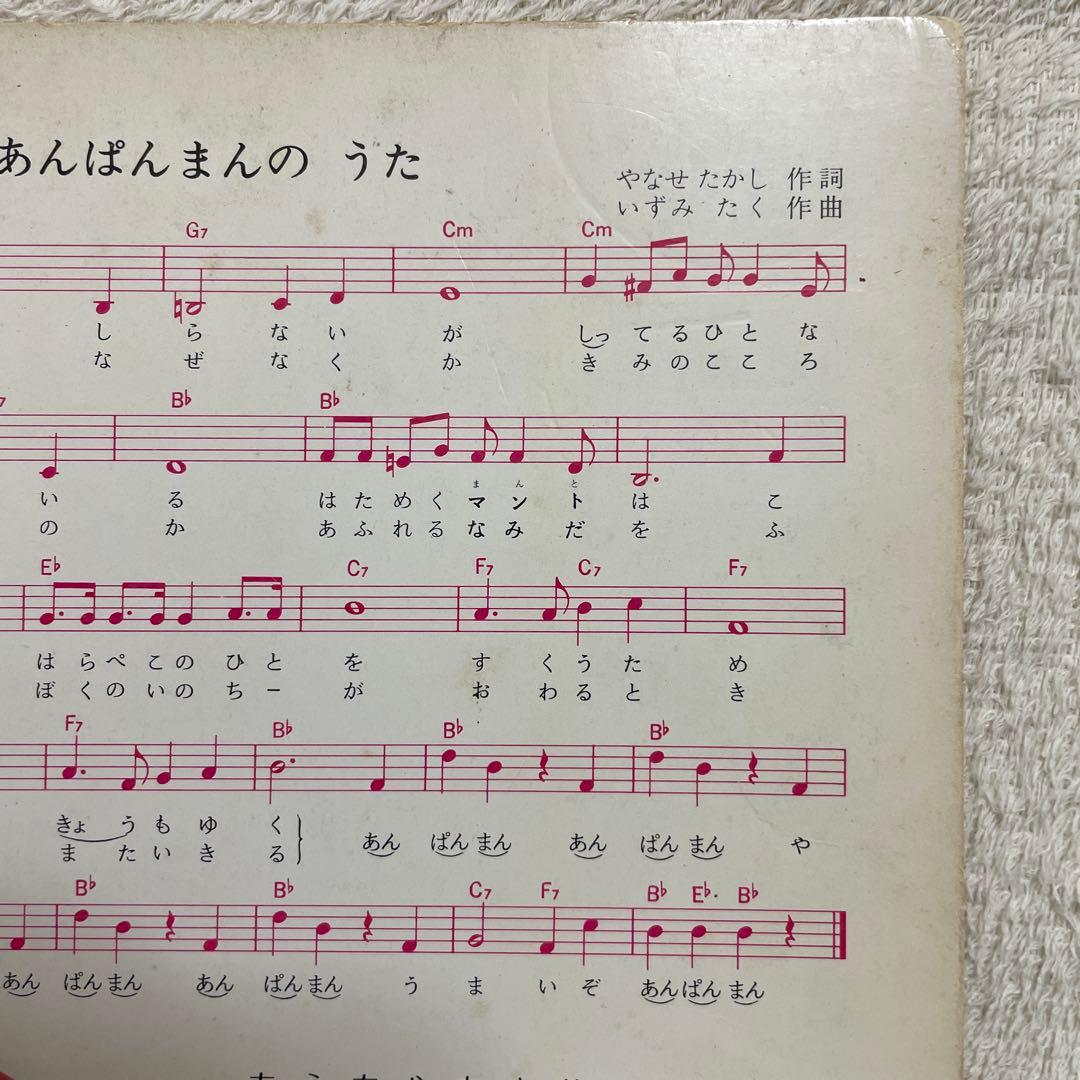 あんぱんまんの うた
やなせ たかし 作詞
いずみ たく 作曲
G7 Cm Cm
し ら な い が しっ て る ひ と な
な ぜ な く か き み の こ こ ろ
7 B♭ B♭
まんと
い る は た め く マ ン ト は こ
の か あ ふ れ る な み だ を ふ
E♭ C7 F7 C7 F7
は ら ぺ こ の ひ と を す く う た め
ぼ く の い の ち ー が お わ る と き
F7 B♭ B♭ B♭
きょ う も ゆ く
ま た い き る
あん ぱん まん あん ぱん まん や
B♭ B♭ C7 F7 B♭ E♭. B♭
あん ぱん まん あん ぱん まん う ま い ぞ あん ぱん まん